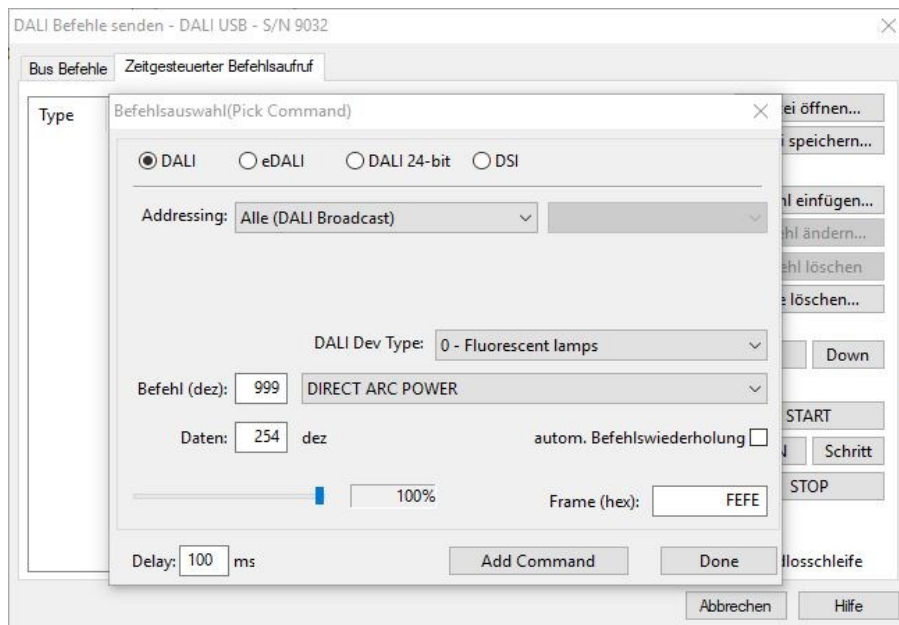 DALI Befehle senden - DALI USB - S/N 9032
Bus Befehle Zeitgesteuerter Befehlsaufruf
Type
Befehlsauswahl(Pick Command)
ei öffnen...
speichern...
DALI eDALI DALI 24-bit DSI
Addressing: Alle (DALI Broadcast)
hl einfügen...
ehl ändern...
ehl löschen
e löschen...
DALI Dev Type: 0 - Fluorescent lamps
Down
Befehl (dez): 999 DIRECT ARC POWER
START
Daten: 254 dez autom. Befehlswiederholung
Schritt
STOP
100% Frame (hex): FEFE
Delay: 100 ms Add Command Done
dlosschleife
Abbrechen Hilfe